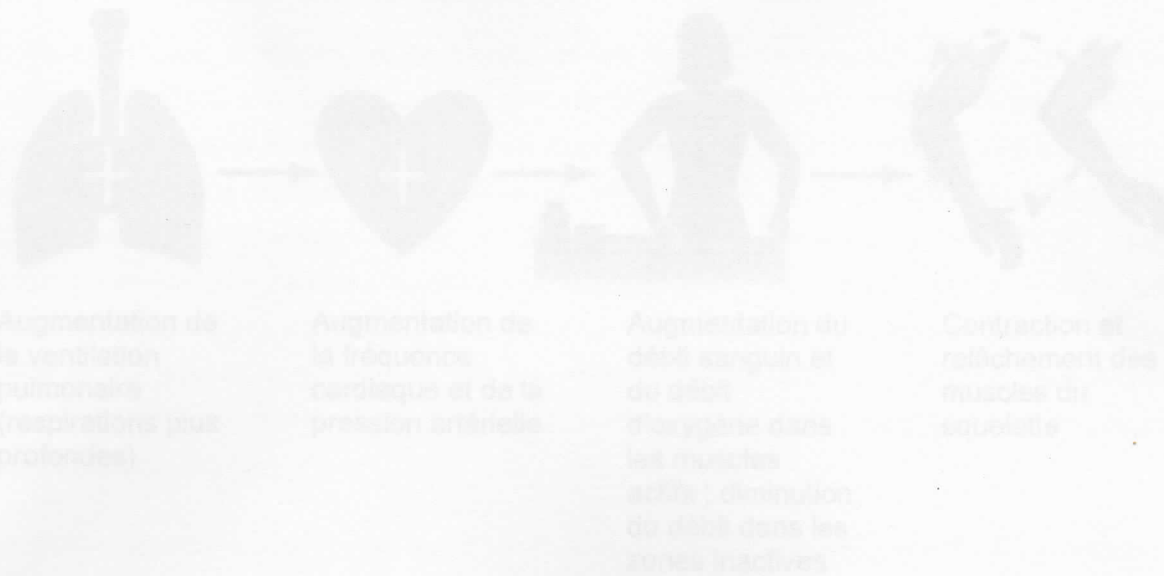 Augmentation de
la ventilation
pulmonaire
(respirations plus
profondes)
Augmentation de
la fréquence
cardiaque et de la
pression artérielle
Augmentation du
débit sanguin et
du débit
d'oxygène dans
les muscles
actifs ; diminution
du débit dans les
zones inactives
Contraction et
relâchement des
muscles du
squelette